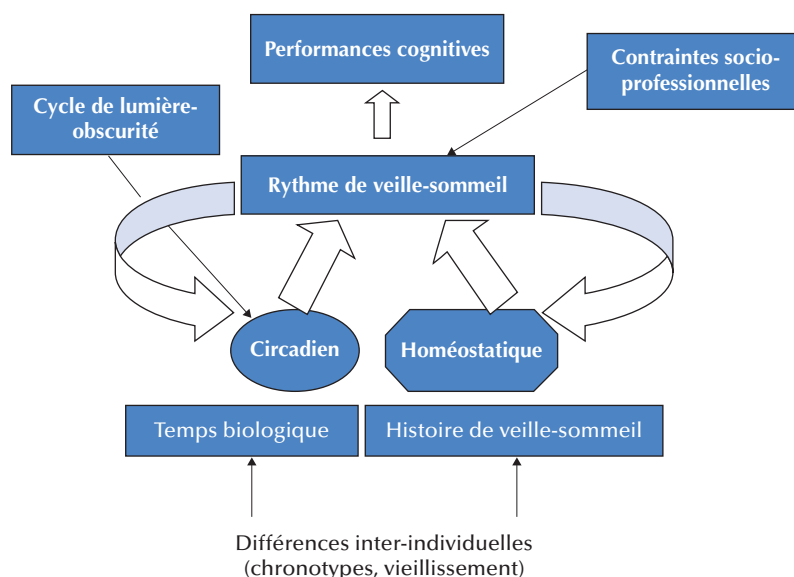 Performances cognitives
Contraintes socio-
professionnelles
Cycle de lumière-
obscurité
Rythme de veille-sommeil
Circadien
Homéostatique
Temps biologique
Histoire de veille-sommeil
Différences inter-individuelles
(chronotypes, vieillissement)